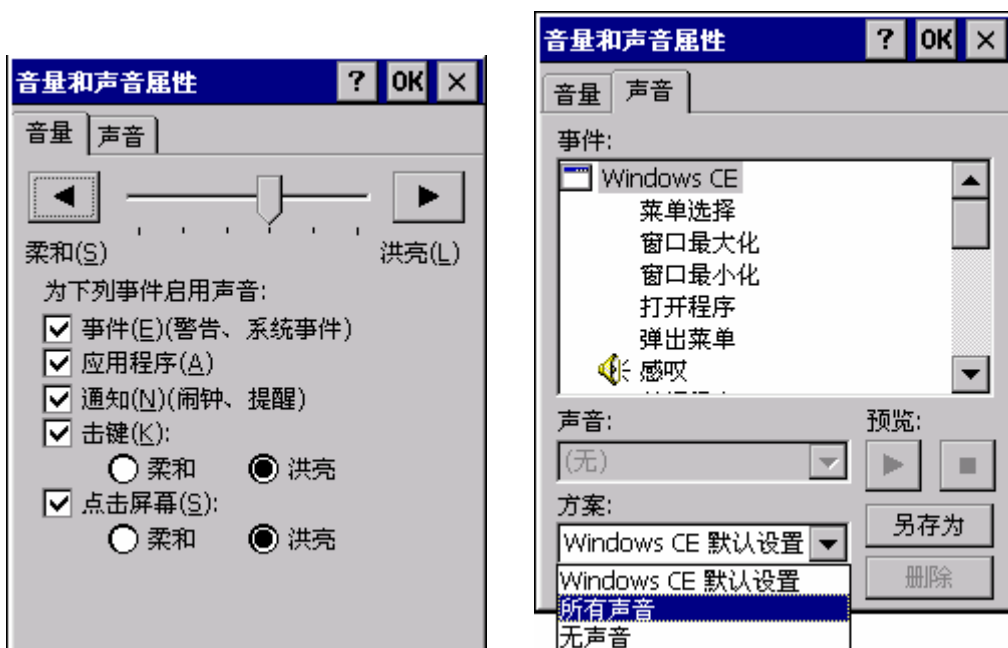 音量和声音属性 ? OK ×
音量 声音
柔和(S) 洪亮(L)
为下列事件启用声音:
事件(E)(警告、系统事件)
应用程序(A)
通知(N)(闹钟、提醒)
击键(K):
柔和 洪亮
点击屏幕(S):
柔和 洪亮
音量和声音属性 ? OK ×
音量 声音
事件:
Windows CE
菜单选择
窗口最大化
窗口最小化
打开程序
弹出菜单
感叹
声音: 预览:
(无)
方案:
另存为
Windows CE 默认设置
Windows CE 默认设置 删除
所有声音
无声音